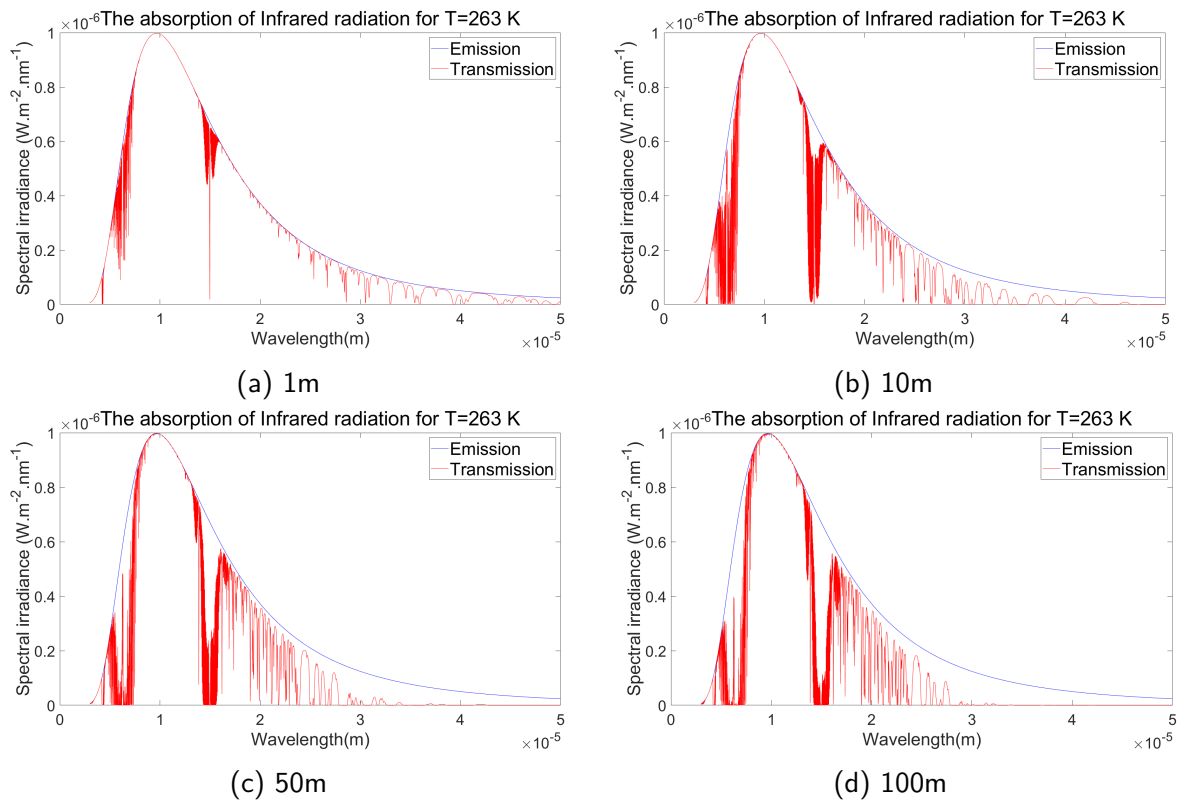 ×10⁻⁶The absorption of Infrared radiation for T=263 K
Spectral irradiance (W.m⁻².nm⁻¹)
1
0.8
0.6
0.4
0.2
0
Emission
Transmission
0 1 2 3 4 5
Wavelength(m)
×10⁻⁵
(a) 1m
×10⁻⁶The absorption of Infrared radiation for T=263 K
Spectral irradiance (W.m⁻².nm⁻¹)
1
0.8
0.6
0.4
0.2
0
Emission
Transmission
0 1 2 3 4 5
Wavelength(m)
×10⁻⁵
(b) 10m
×10⁻⁶The absorption of Infrared radiation for T=263 K
Spectral irradiance (W.m⁻².nm⁻¹)
1
0.8
0.6
0.4
0.2
0
Emission
Transmission
0 1 2 3 4 5
Wavelength(m)
×10⁻⁵
(c) 50m
×10⁻⁶The absorption of Infrared radiation for T=263 K
Spectral irradiance (W.m⁻².nm⁻¹)
1
0.8
0.6
0.4
0.2
0
Emission
Transmission
0 1 2 3 4 5
Wavelength(m)
×10⁻⁵
(d) 100m